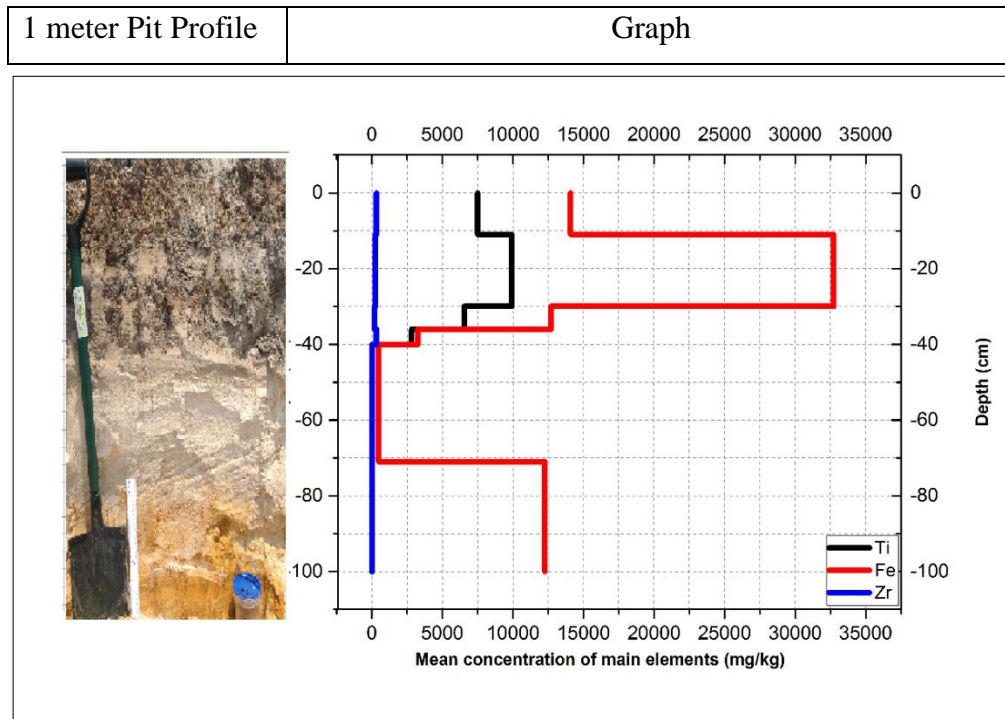 1 meter Pit Profile
Graph
0 5000 10000 15000 20000 25000 30000 35000
0 0
-20 -20
-40 -40
-60 -60
-80 -80
-100 -100
Depth (cm)
Ti
Fe
Zr
0 5000 10000 15000 20000 25000 30000 35000
Mean concentration of main elements (mg/kg)